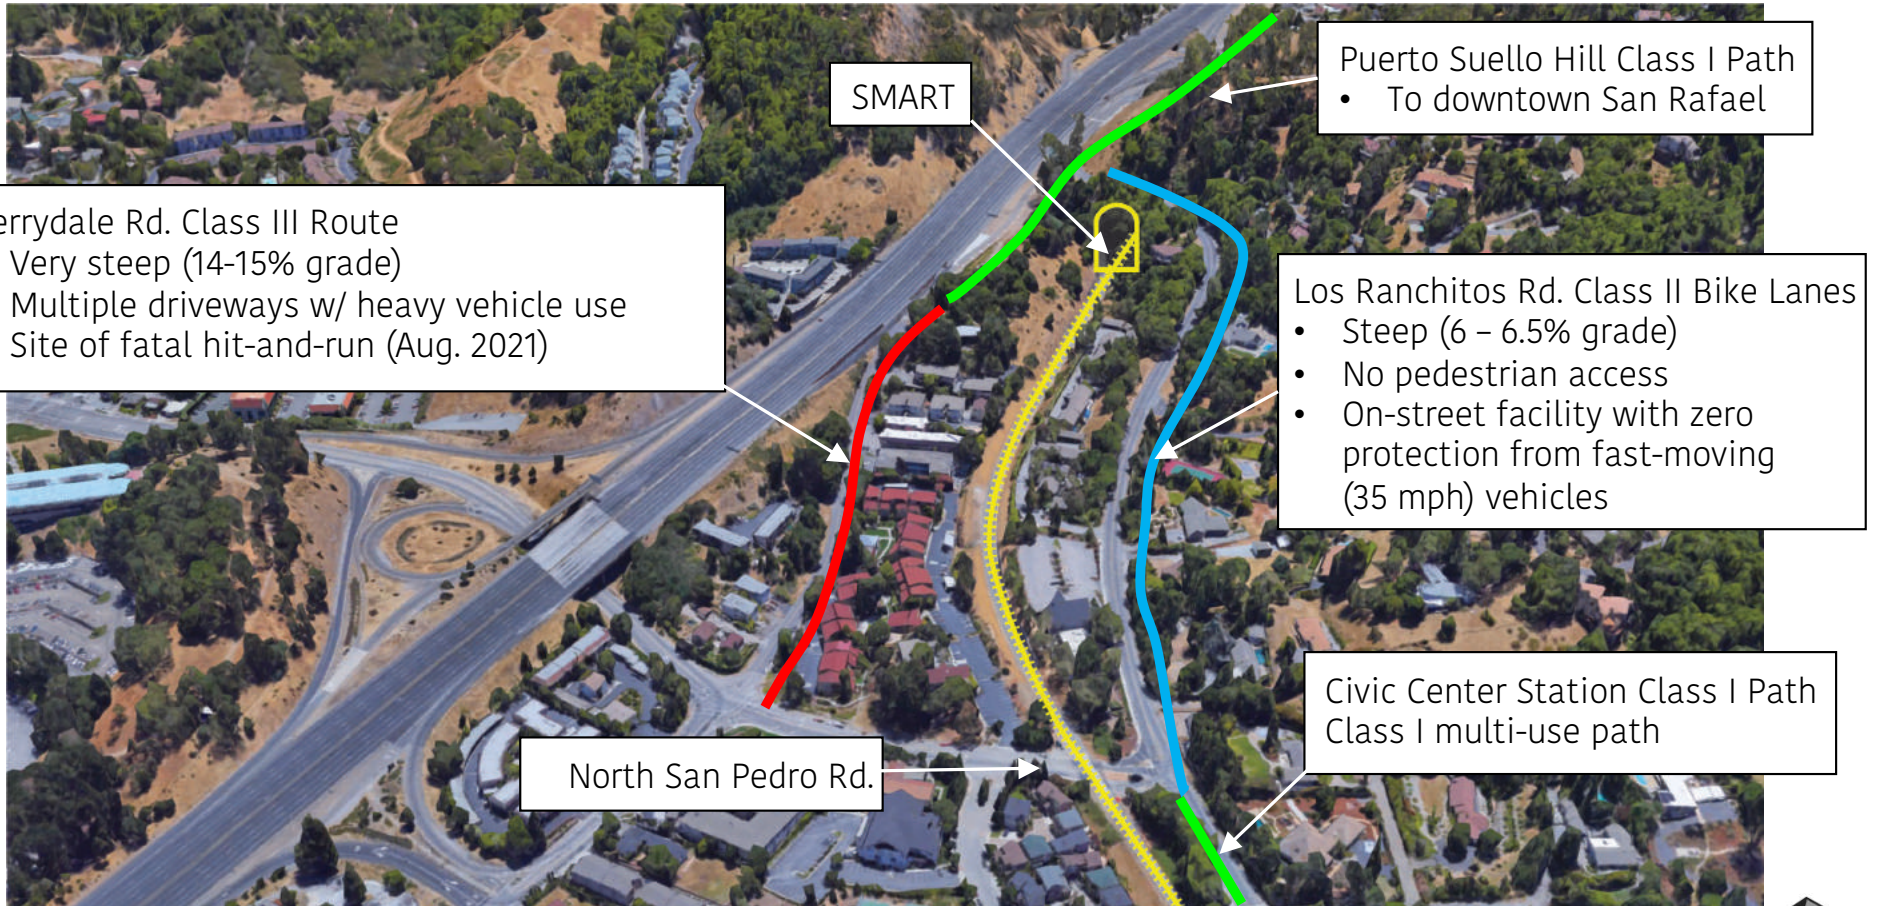 Puerto Suello Hill Class I Path
• To downtown San Rafael
SMART
errydale Rd. Class III Route
Very steep (14-15% grade)
Multiple driveways w/ heavy vehicle use
Site of fatal hit-and-run (Aug. 2021)
Los Ranchitos Rd. Class II Bike Lanes
• Steep (6 – 6.5% grade)
• No pedestrian access
• On-street facility with zero
protection from fast-moving
(35 mph) vehicles
Civic Center Station Class I Path
Class I multi-use path
North San Pedro Rd.